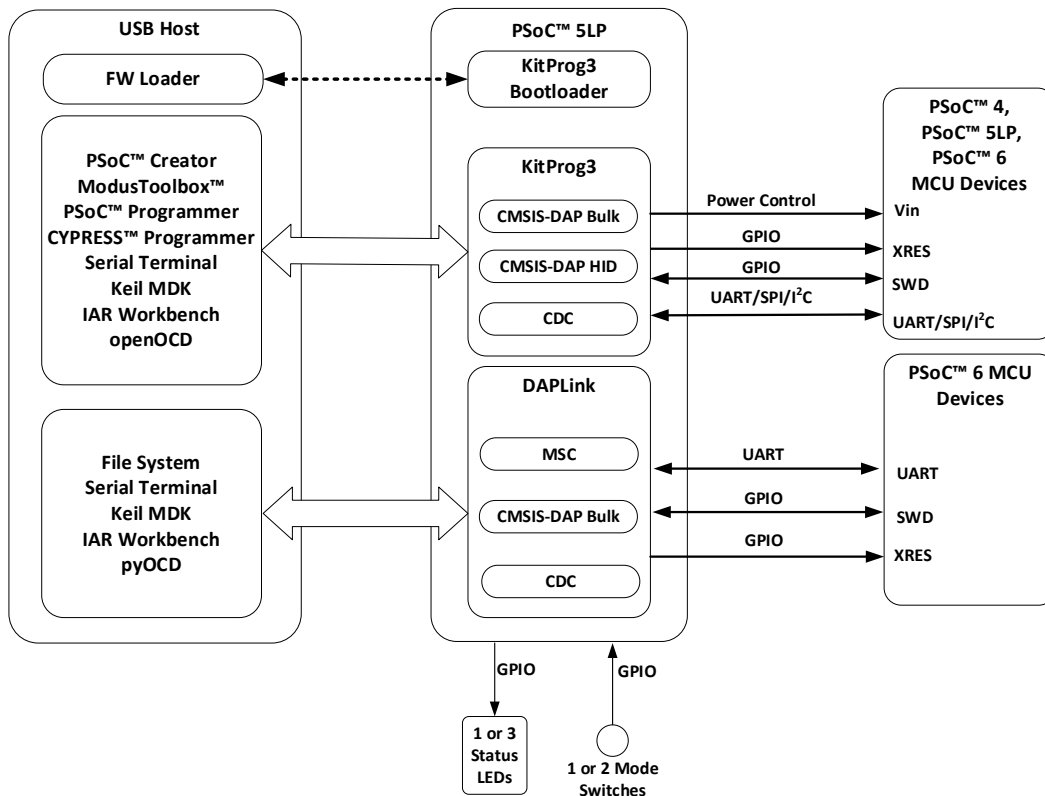 USB Host
FW Loader
PSoC™ Creator
ModusToolbox™
PSoC™ Programmer
CYPRESS™ Programmer
Serial Terminal
Keil MDK
IAR Workbench
openOCD
File System
Serial Terminal
Keil MDK
IAR Workbench
pyOCD
PSoC™ 5LP
KitProg3
Bootloader
KitProg3
CMSIS-DAP Bulk
CMSIS-DAP HID
CDC
DAPLink
MSC
CMSIS-DAP Bulk
CDC
Power Control
GPIO
GPIO
UART/SPI/I²C
UART
GPIO
GPIO
PSoC™ 4,
PSoC™ 5LP,
PSoC™ 6
MCU Devices
Vin
XRES
SWD
UART/SPI/I²C
PSoC™ 6 MCU
Devices
UART
SWD
XRES
GPIO
GPIO
1 or 3
Status
LEDs
1 or 2 Mode
Switches